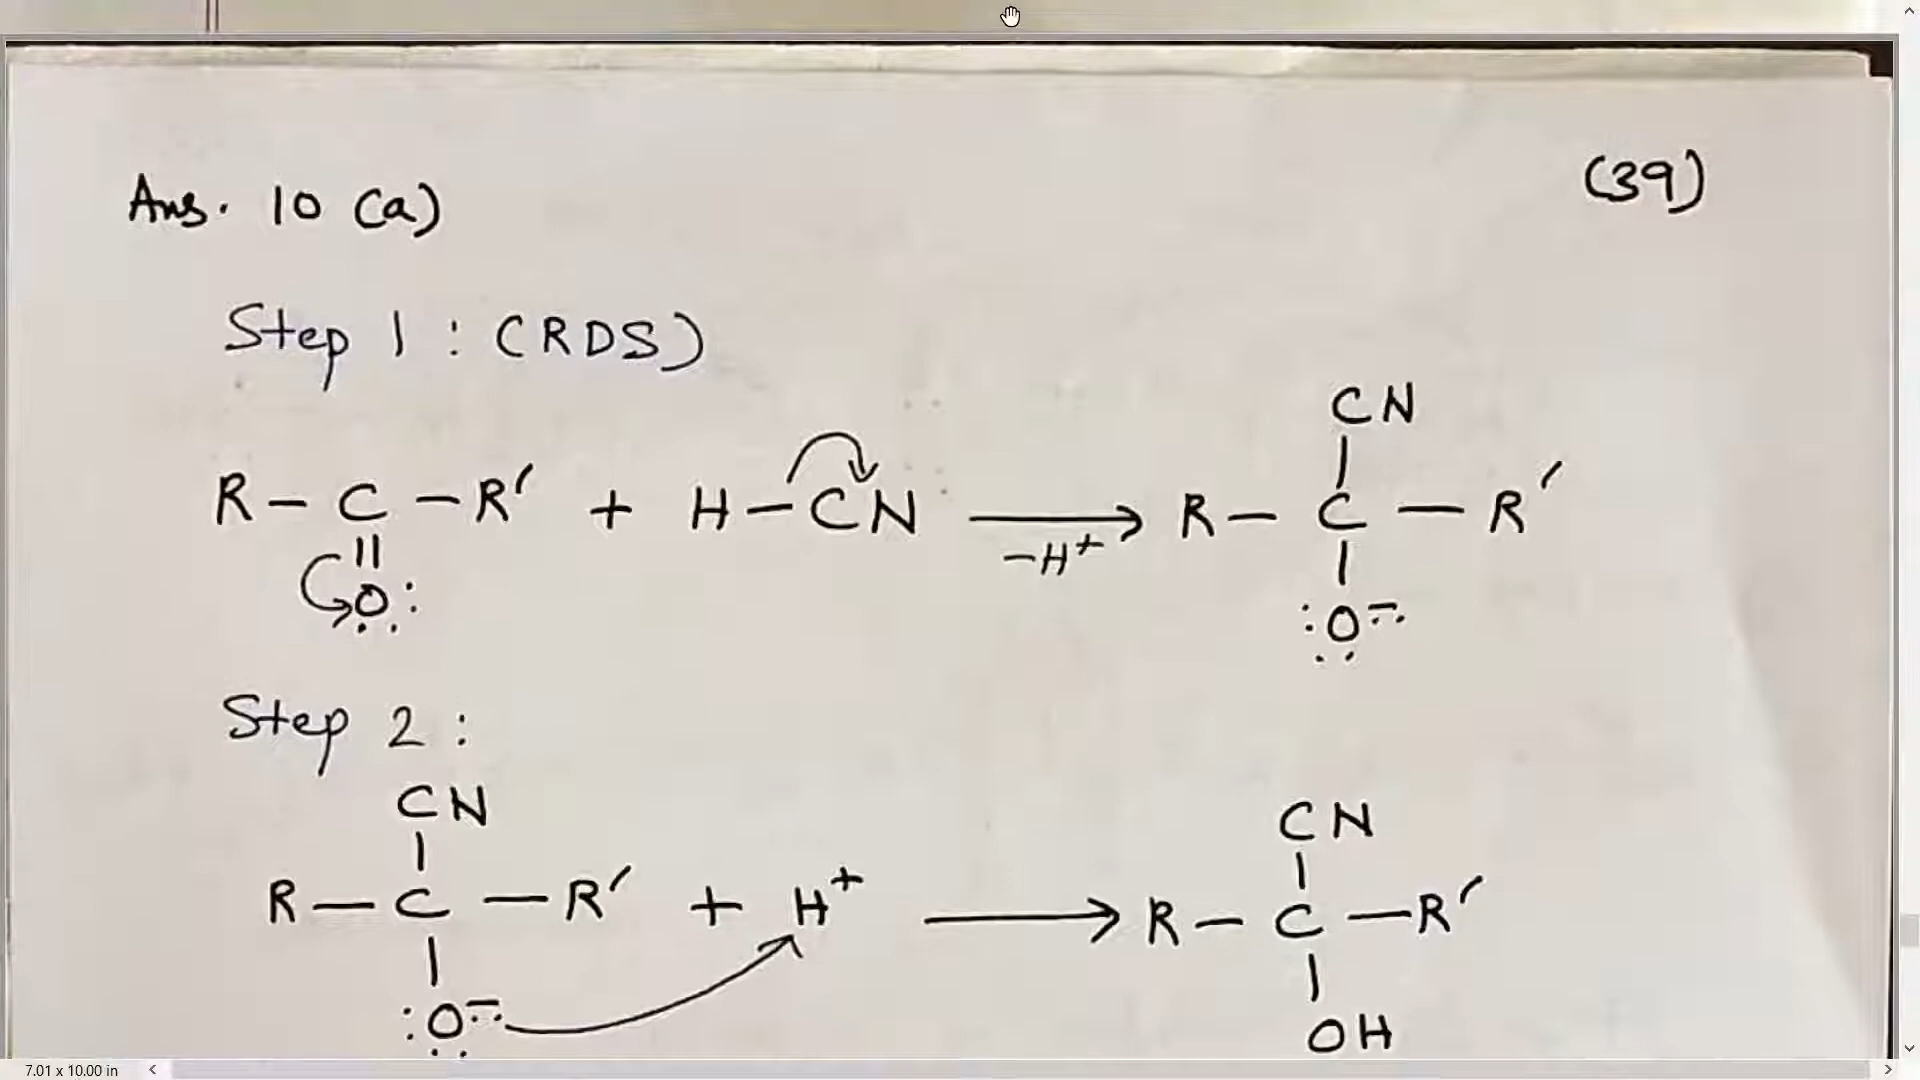 Ans. 10 (a)
(39)
Step 1 : (RDS)
CN
R – C – R' + H – CN → R – C – R'
– H⁺
O:
:O⁻
Step 2 :
CN
CN
R – C – R' + H⁺ → R – C – R'
:O⁻
OH
7.01 x 10.00 in